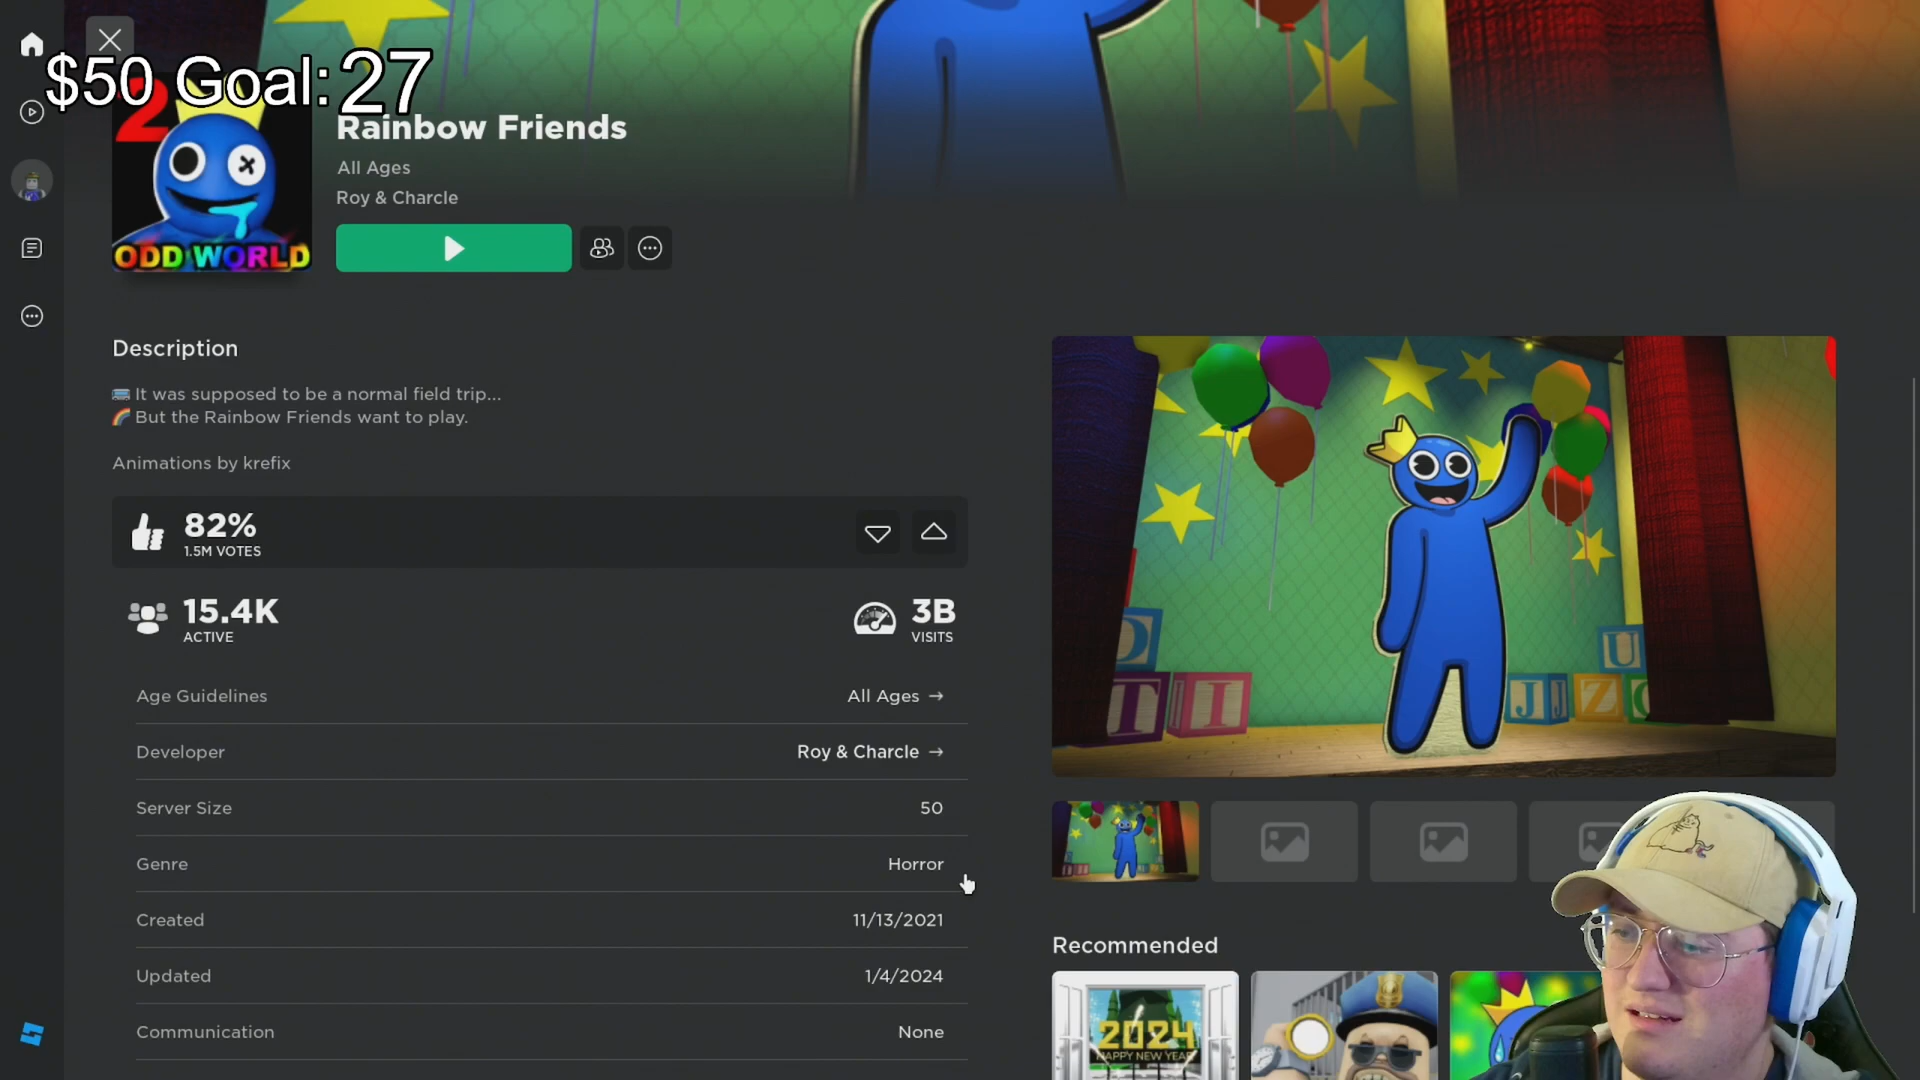 $50 Goal: 27
2
ODD WORLD
Rainbow Friends
All Ages
Roy & Charcle
Description
It was supposed to be a normal field trip...
But the Rainbow Friends want to play.
Animations by krefix
82%
1.5M VOTES
15.4K
ACTIVE
3B
VISITS
Age Guidelines
All Ages →
Developer
Roy & Charcle →
Server Size
50
Genre
Horror
Created
11/13/2021
Updated
1/4/2024
Communication
None
T I
U
J J Z
Recommended
2024
HAPPY NEW YEAR